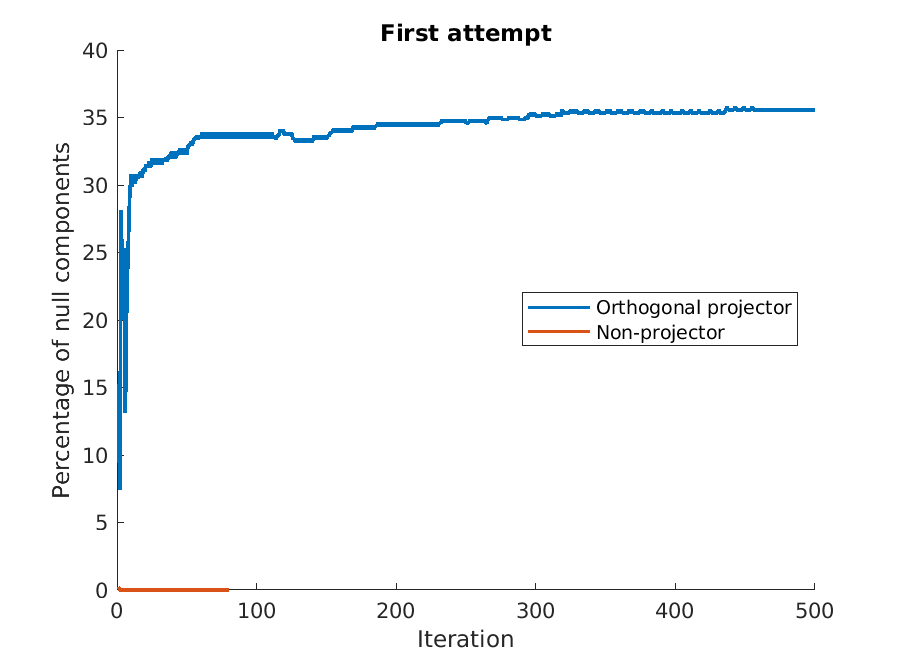 First attempt
40
35
30
25
20
15
10
5
0
Percentage of null components
Orthogonal projector
Non-projector
0 100 200 300 400 500
Iteration